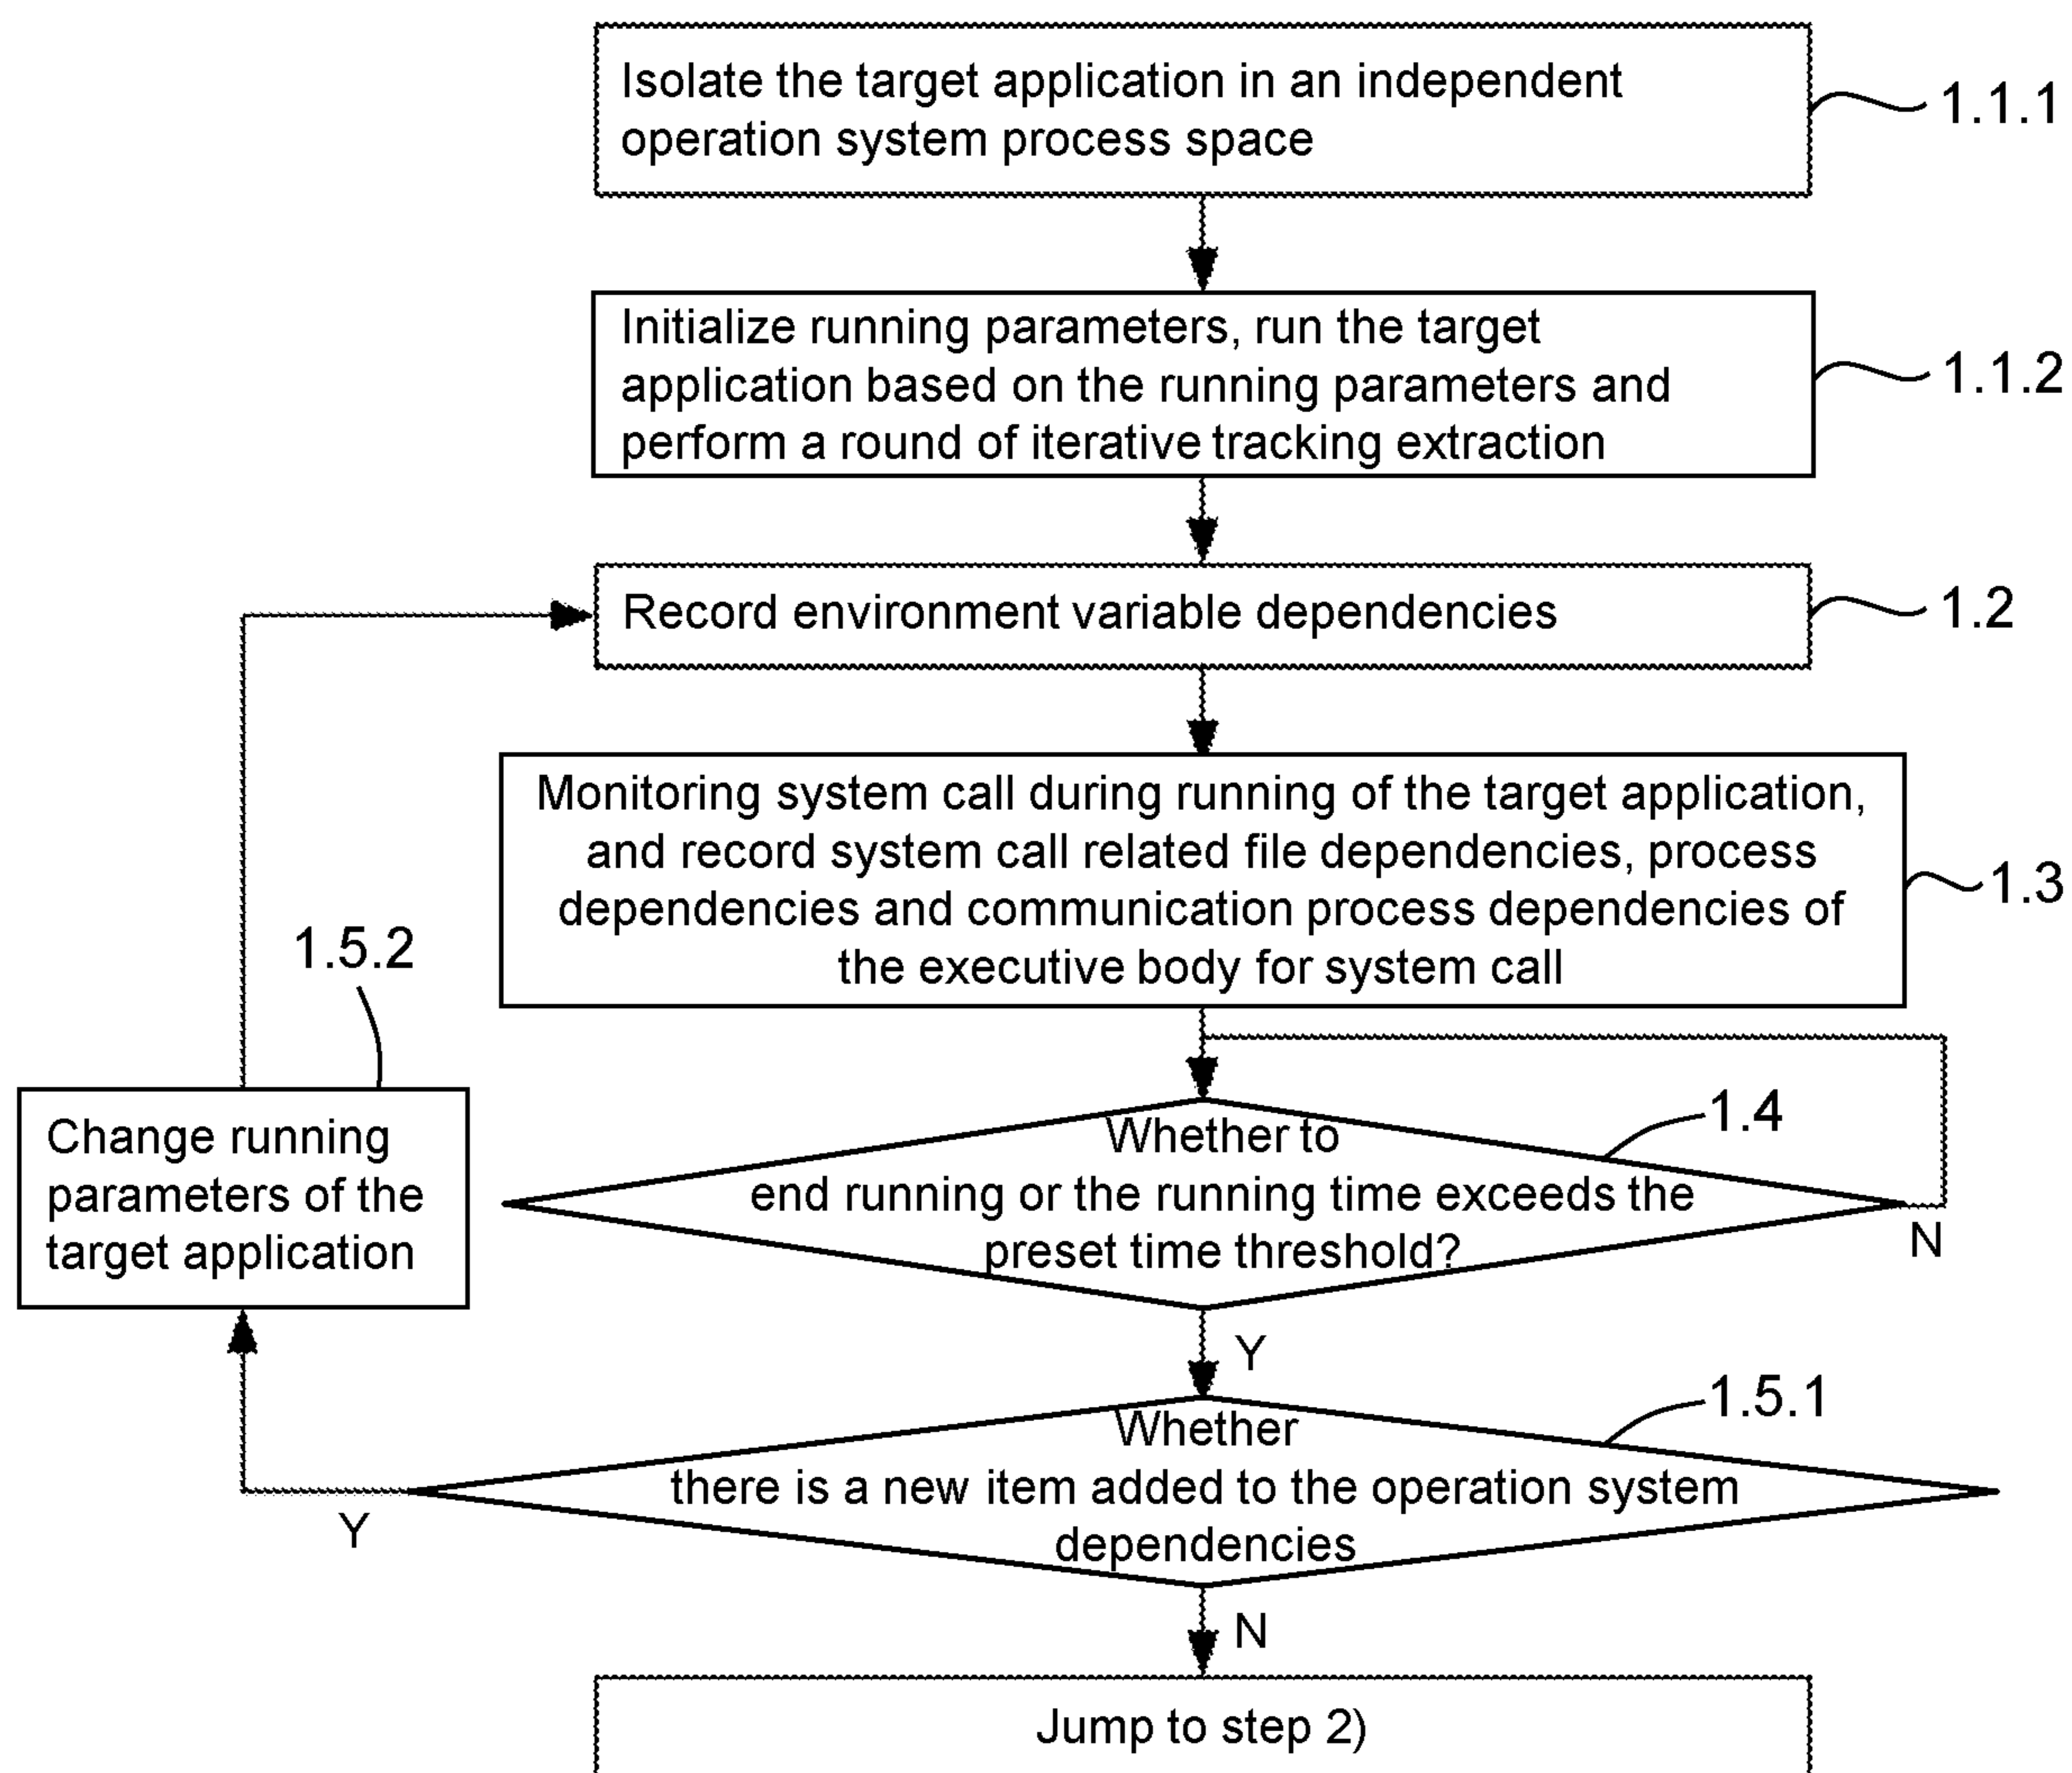 Isolate the target application in an independent
operation system process space
1.1.1
Initialize running parameters, run the target
application based on the running parameters and
perform a round of iterative tracking extraction
1.1.2
Record environment variable dependencies
1.2
Monitoring system call during running of the target application,
and record system call related file dependencies, process
dependencies and communication process dependencies of
the executive body for system call
1.3
1.5.2
Change running
parameters of the
target application
Whether to
end running or the running time exceeds the
preset time threshold?
1.4
N
Y
Whether
there is a new item added to the operation system
dependencies
1.5.1
Y
N
Jump to step 2)